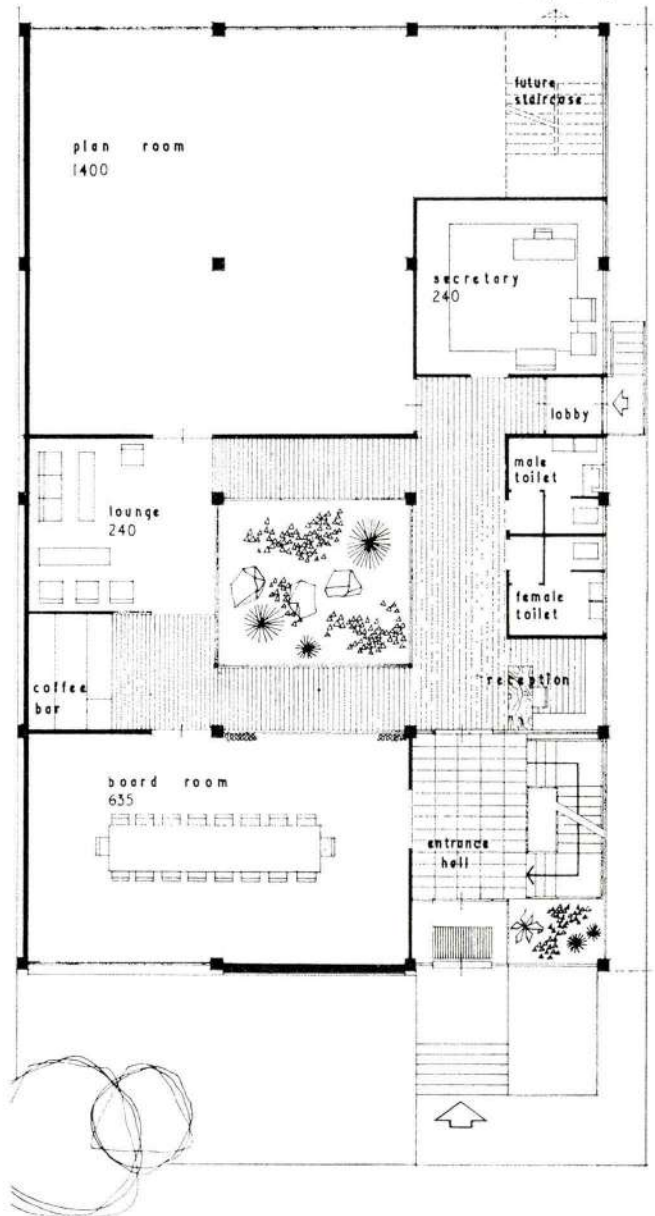 future
staircase
plan room
1400
secretary
240
lobby
male
toilet
lounge
240
female
toilet
reception
coffee
bar
board room
635
entrance
hall